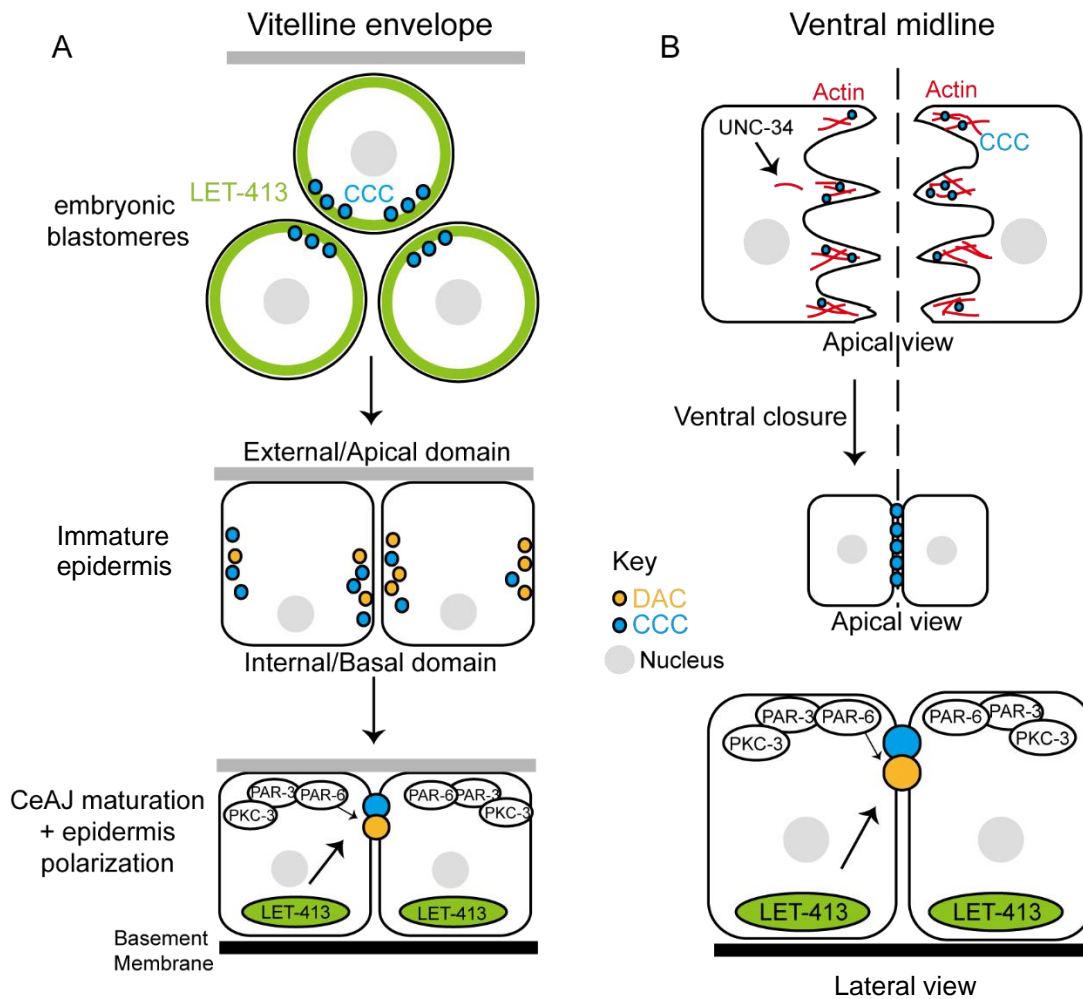 A
Vitelline envelope
LET-413
CCC
embryonic
blastomeres
External/Apical domain
Immature
epidermis
Internal/Basal domain
CeAJ maturation
+ epidermis
polarization
PAR-3
PAR-6
PKC-3
PAR-6
PAR-3
PKC-3
LET-413
LET-413
Basement
Membrane
B
Ventral midline
Actin
Actin
UNC-34
CCC
Apical view
Ventral closure
Apical view
Key
DAC
CCC
Nucleus
PAR-3
PAR-6
PKC-3
PAR-6
PAR-3
PKC-3
LET-413
LET-413
Lateral view